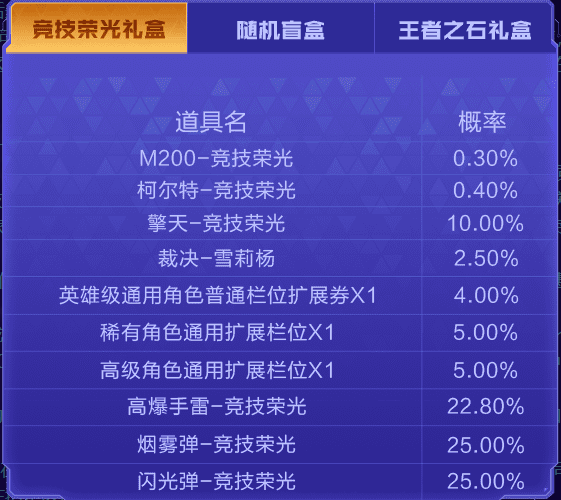 竞技荣光礼盒 随机盲盒 王者之石礼盒
道具名 概率
M200-竞技荣光 0.30%
柯尔特-竞技荣光 0.40%
擎天-竞技荣光 10.00%
裁决-雪莉杨 2.50%
英雄级通用角色普通栏位扩展券X1 4.00%
稀有角色通用扩展栏位X1 5.00%
高级角色通用扩展栏位X1 5.00%
高爆手雷-竞技荣光 22.80%
烟雾弹-竞技荣光 25.00%
闪光弹-竞技荣光 25.00%